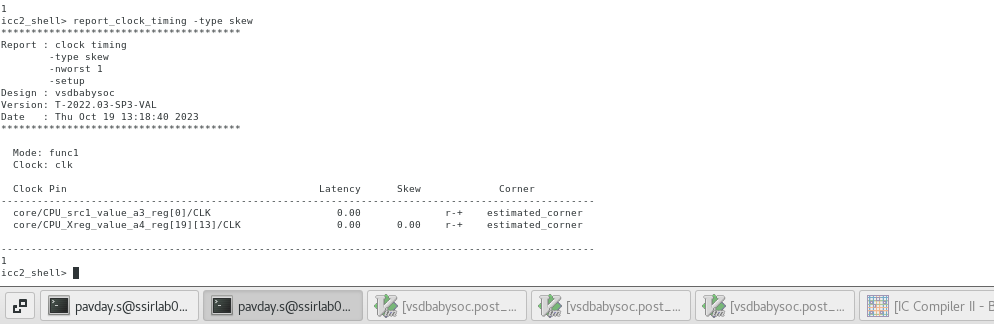 1
icc2_shell> report_clock_timing -type skew
****************************************
Report : clock timing
        -type skew
        -nworst 1
        -setup
Design : vsdbabysoc
Version: T-2022.03-SP3-VAL
Date   : Thu Oct 19 13:18:40 2023
****************************************
  Mode: func1
  Clock: clk
  Clock Pin                                          Latency      Skew             Corner
---------------------------------------------------------------------------------------------------
  core/CPU_src1_value_a3_reg[0]/CLK                     0.00              r-+    estimated_corner
  core/CPU_Xreg_value_a4_reg[19][13]/CLK                0.00      0.00    r-+    estimated_corner
---------------------------------------------------------------------------------------------------
1
icc2_shell>
pavday.s@ssirlab0... pavday.s@ssirlab0... [vsdbabysoc.post_... [vsdbabysoc.post_... [vsdbabysoc.post_... [IC Compiler II - B